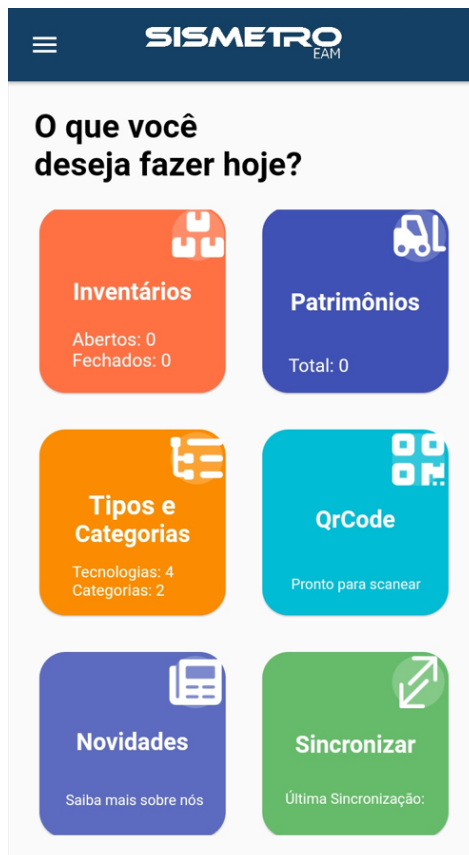 SISMETRO
EAM
O que você
deseja fazer hoje?
Inventários
Abertos: 0
Fechados: 0
Patrimônios
Total: 0
Tipos e
Categorias
Tecnologias: 4
Categorias: 2
QrCode
Pronto para scanear
Novidades
Saiba mais sobre nós
Sincronizar
Última Sincronização: